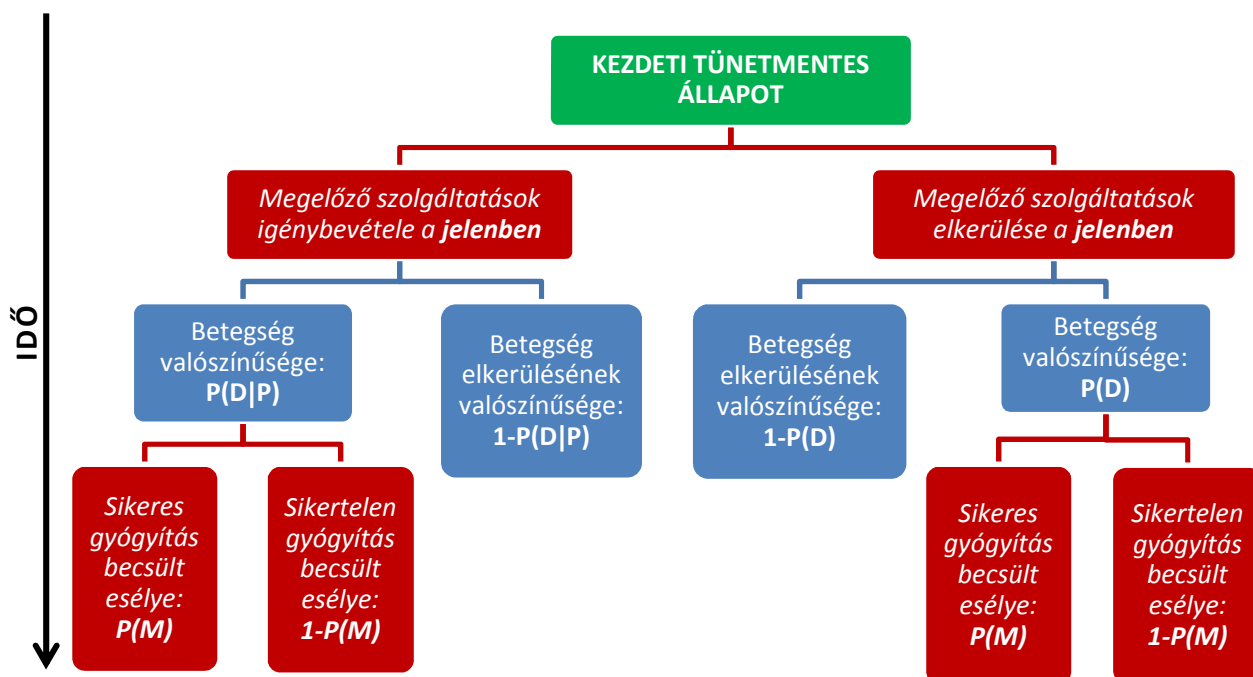 IDŐ
KEZDETI TÜNETMENTES
ÁLLAPOT
Megelőző szolgáltatások
igénybevétele a jelenben
Megelőző szolgáltatások
elkerülése a jelenben
Betegség
valószínűsége:
P(D|P)
Betegség
elkerülésének
valószínűsége:
1-P(D|P)
Betegség
elkerülésének
valószínűsége:
1-P(D)
Betegség
valószínűsége:
P(D)
Sikeres
gyógyítás
becsült
esélye:
P(M)
Sikertelen
gyógyítás
becsült
esélye:
1-P(M)
Sikeres
gyógyítás
becsült
esélye:
P(M)
Sikertelen
gyógyítás
becsült
esélye:
1-P(M)